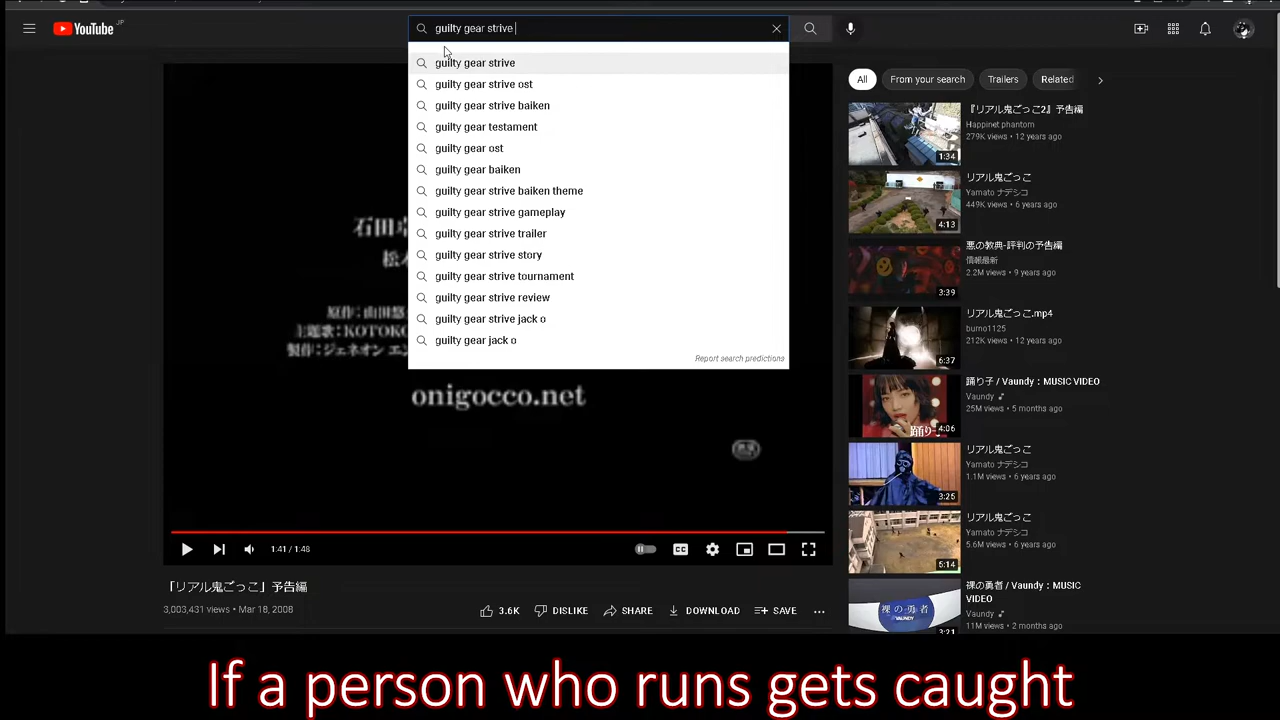 YouTube JP
guilty gear strive
guilty gear strive
guilty gear strive ost
guilty gear strive baiken
guilty gear testament
guilty gear ost
guilty gear baiken
guilty gear strive baiken theme
guilty gear strive gameplay
guilty gear strive trailer
guilty gear strive story
guilty gear strive tournament
guilty gear strive review
guilty gear strive jack o
guilty gear jack o
Report search predictions
onigocco.net
1:41 / 1:48
CC
「リアル鬼ごっこ」予告編
3,003,431 views • Mar 18, 2008
3.6K DISLIKE SHARE DOWNLOAD SAVE
All From your search Trailers Related
『リアル鬼ごっこ2』予告編
Happinet phantom
279K views • 12 years ago
1:34
リアル鬼ごっこ
Yamato ナデシコ
449K views • 6 years ago
4:13
悪の教典-評判の予告編
情報最新
2.2M views • 9 years ago
3:39
リアル鬼ごっこ.mp4
burno1125
212K views • 12 years ago
6:37
踊り子 / Vaundy：MUSIC VIDEO
Vaundy
25M views • 5 months ago
踊り子
4:06
リアル鬼ごっこ
Yamato ナデシコ
1.1M views • 6 years ago
3:25
リアル鬼ごっこ
Yamato ナデシコ
5.6M views • 6 years ago
5:14
裸の勇者 / Vaundy：MUSIC
VIDEO
Vaundy
11M views • 2 months ago
裸の勇者
VAUNDY
3:21
If a person who runs gets caught